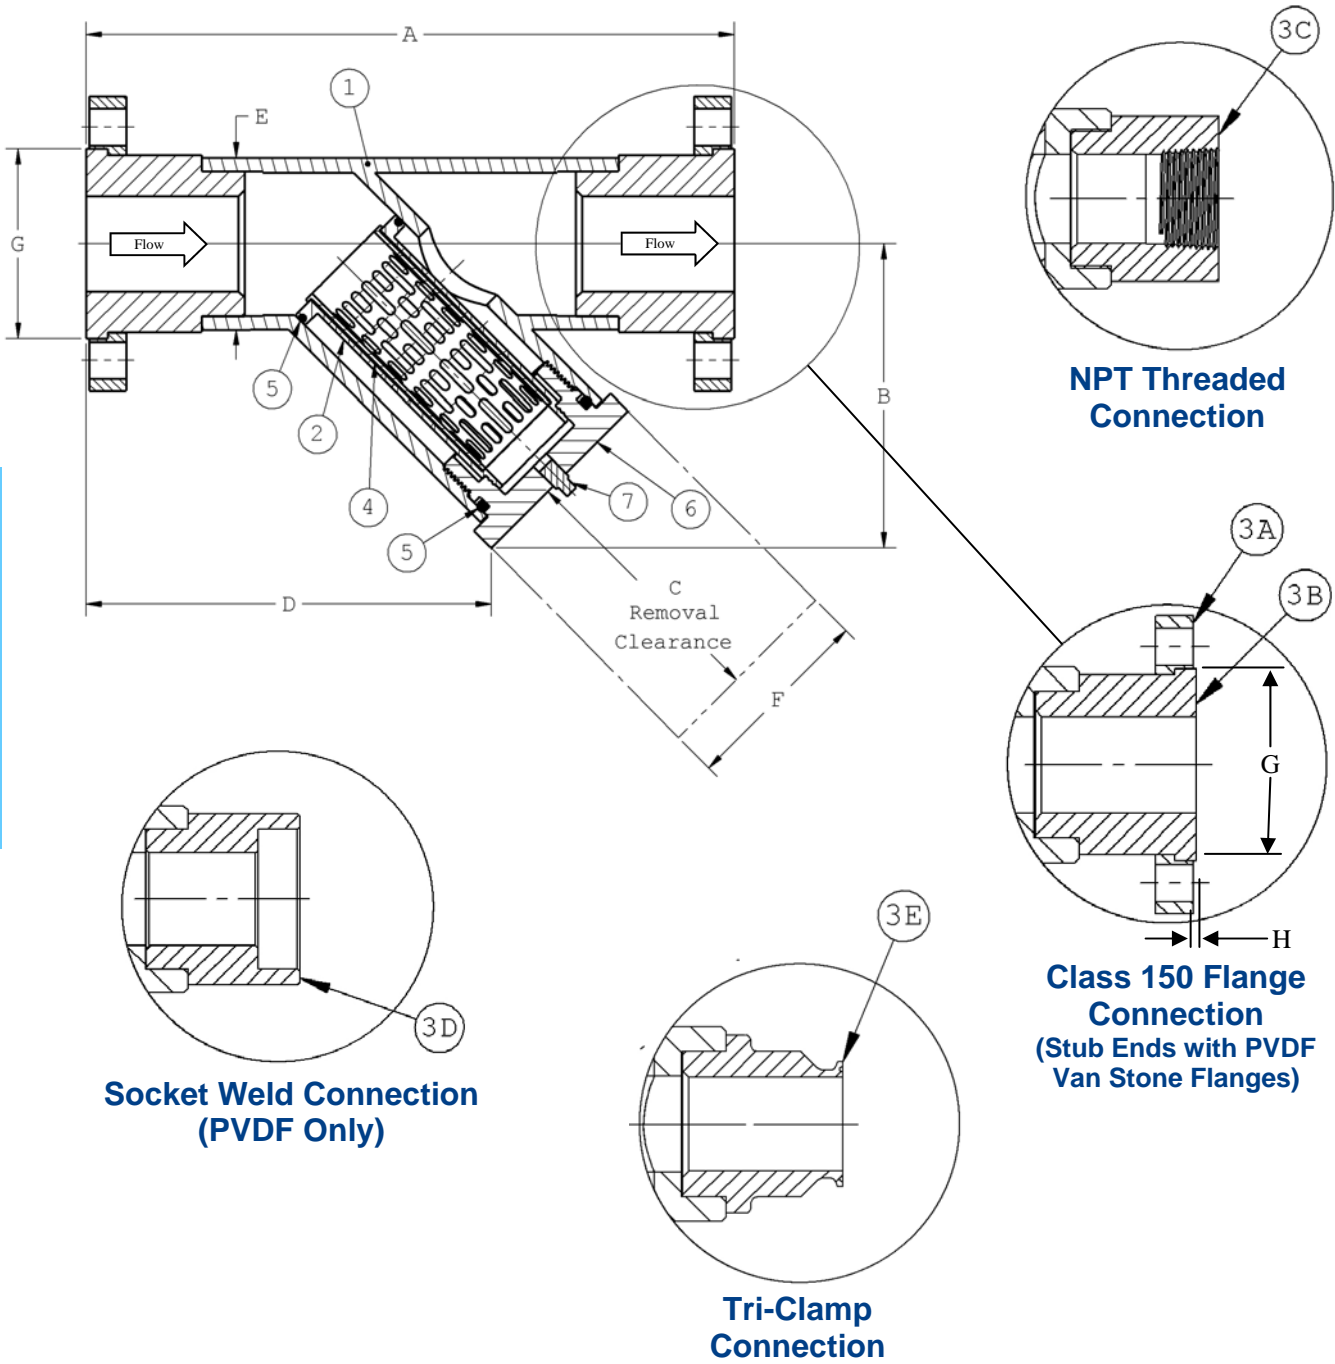 A
3C
1
E
G
Flow
Flow
NPT Threaded
Connection
5
2
B
4
7
6
5
3A
3B
C
Removal
Clearance
D
F
G
H
3E
Class 150 Flange
Connection
(Stub Ends with PVDF
Van Stone Flanges)
3D
Socket Weld Connection
(PVDF Only)
Tri-Clamp
Connection